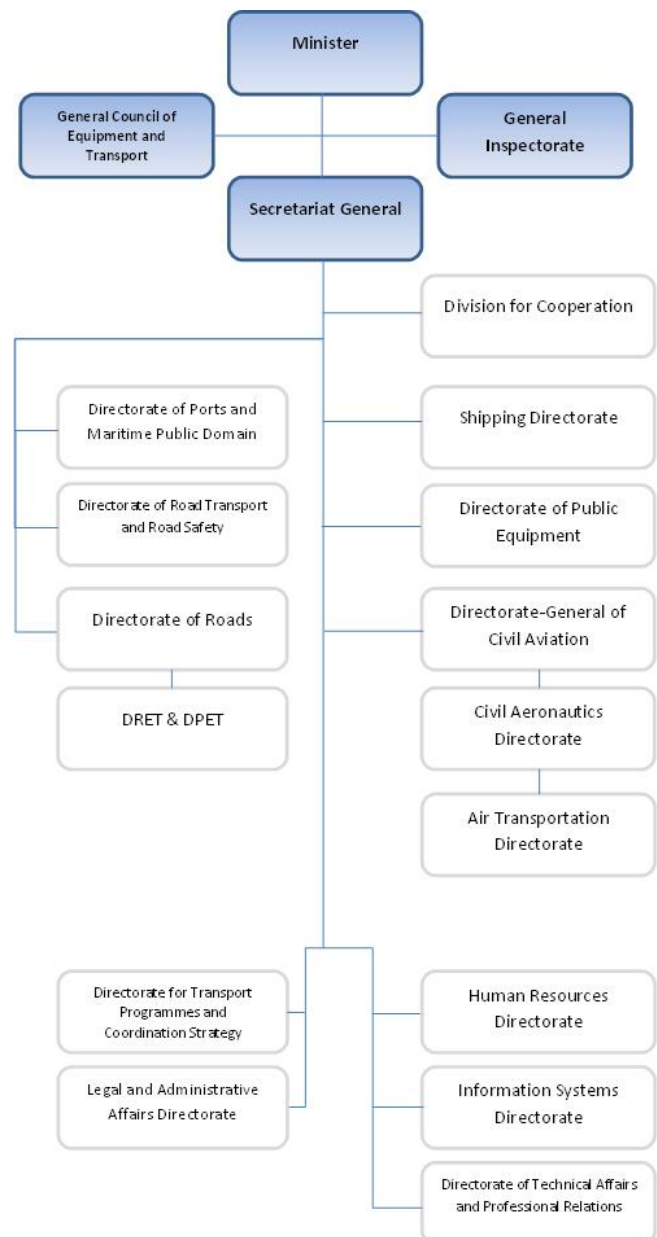 Minister
General Council of
Equipment and
Transport
General
Inspectorate
Secretariat General
Division for Cooperation
Directorate of Ports and
Maritime Public Domain
Shipping Directorate
Directorate of Road Transport
and Road Safety
Directorate of Public
Equipment
Directorate of Roads
Directorate-General of
Civil Aviation
DRET & DPET
Civil Aeronautics
Directorate
Air Transportation
Directorate
Directorate for Transport
Programmes and
Coordination Strategy
Human Resources
Directorate
Legal and Administrative
Affairs Directorate
Information Systems
Directorate
Directorate of Technical Affairs
and Professional Relations